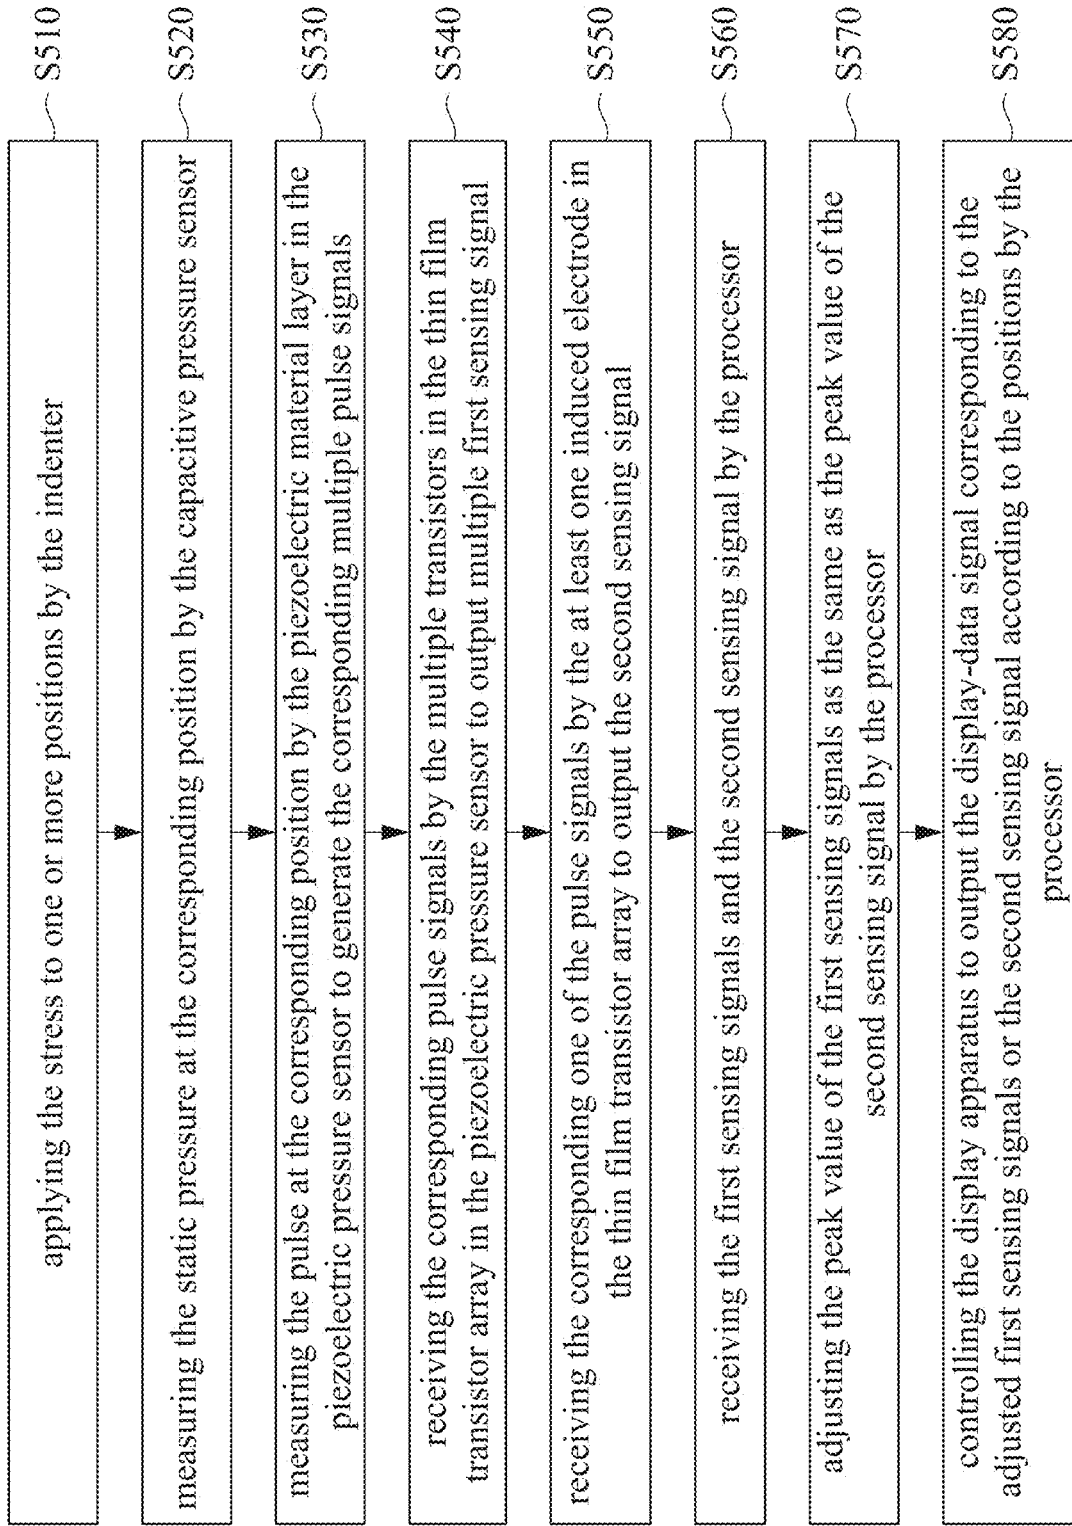 applying the stress to one or more positions by the indenter
S510
measuring the static pressure at the corresponding position by the capacitive pressure sensor
S520
measuring the pulse at the corresponding position by the piezoelectric material layer in the
piezoelectric pressure sensor to generate the corresponding multiple pulse signals
S530
receiving the corresponding pulse signals by the multiple transistors in the thin film
transistor array in the piezoelectric pressure sensor to output multiple first sensing signal
S540
receiving the corresponding one of the pulse signals by the at least one induced electrode in
the thin film transistor array to output the second sensing signal
S550
receiving the first sensing signals and the second sensing signal by the processor
S560
adjusting the peak value of the first sensing signals as the same as the peak value of the
second sensing signal by the processor
S570
controlling the display apparatus to output the display-data signal corresponding to the
adjusted first sensing signals or the second sensing signal according to the positions by the
processor
S580